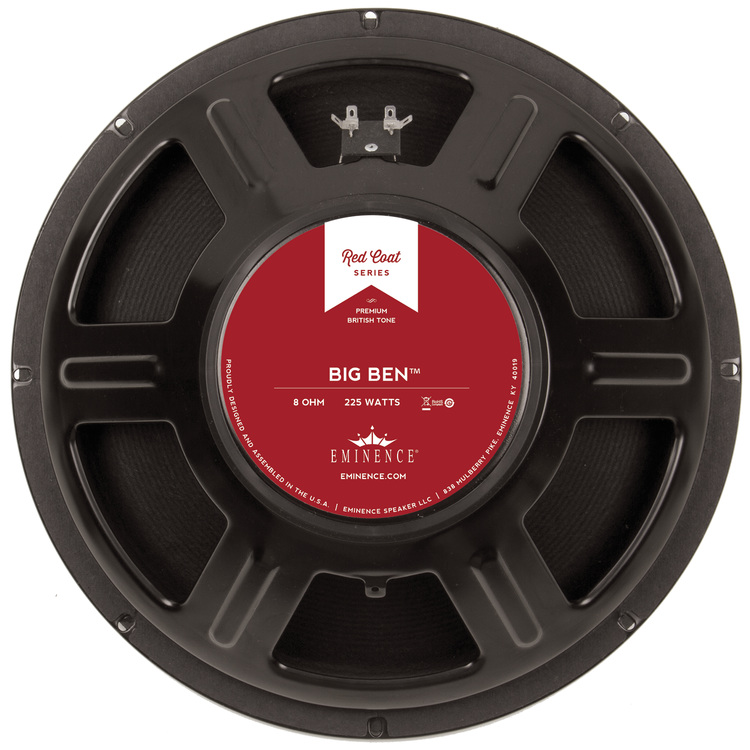 Red Coat
SERIES
PREMIUM
BRITISH TONE
BIG BEN™
8 OHM 225 WATTS
RoHS
EMINENCE®
EMINENCE.COM
PROUDLY DESIGNED AND ASSEMBLED IN THE U.S.A. | EMINENCE SPEAKER LLC | 838 MULBERRY PIKE, EMINENCE KY 40019